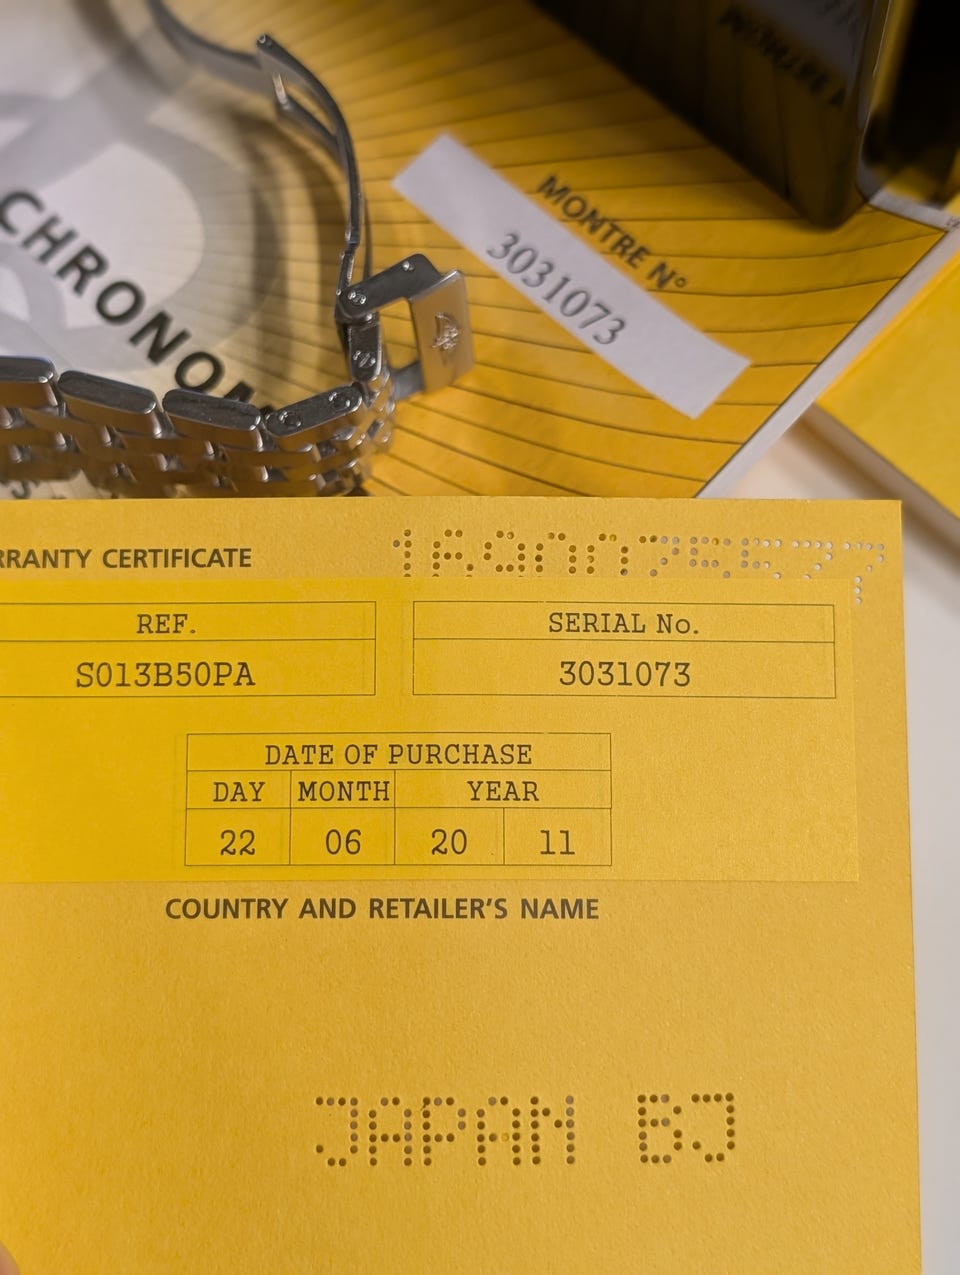 CHRONOM
MONTRE Nº
3031073
RRANTY CERTIFICATE
REF.
SERIAL No.
S013B50PA
3031073
DATE OF PURCHASE
DAY MONTH YEAR
22 06 20 11
COUNTRY AND RETAILER'S NAME
JAPAN BJ